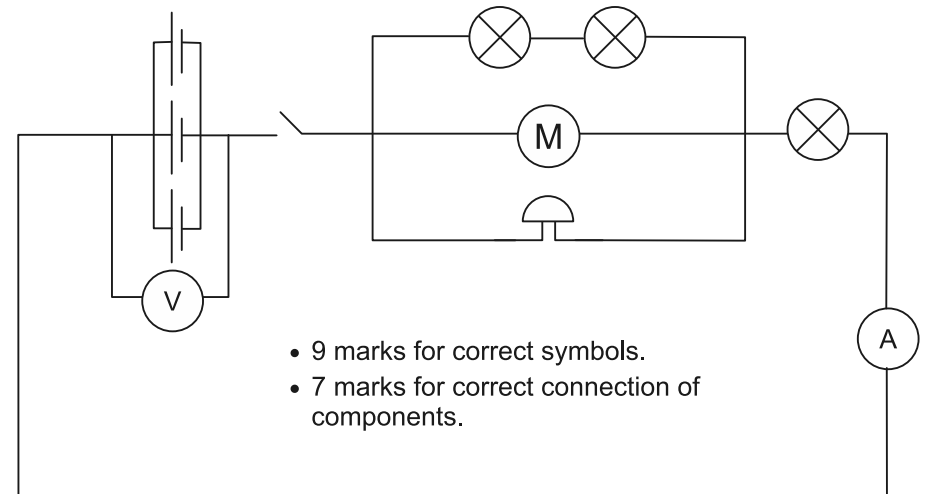 M
V
A
• 9 marks for correct symbols.
• 7 marks for correct connection of
components.